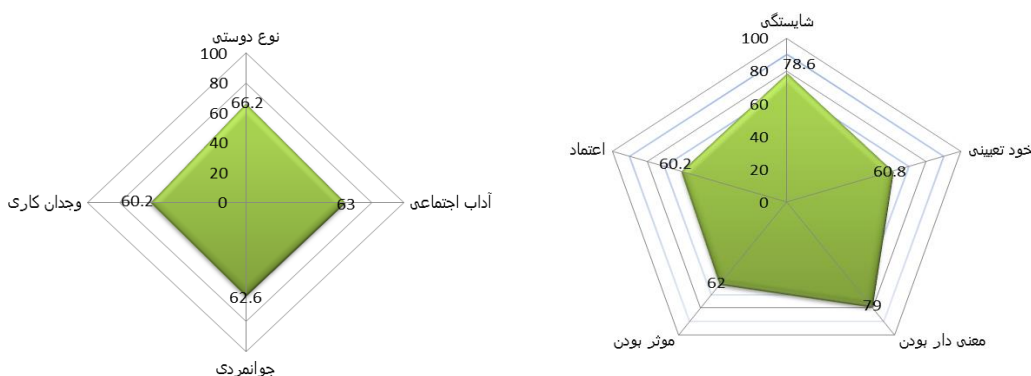 نوع دوستی
100
80
66.2
60
40
20
0
وجدان کاری
60.2
63
آداب اجتماعی
62.6
جوانمردی
شایستگی
100
80
78.6
60
40
20
0
اعتماد
60.2
60.8
خود تعیینی
62
79
موثر بودن
معنی دار بودن